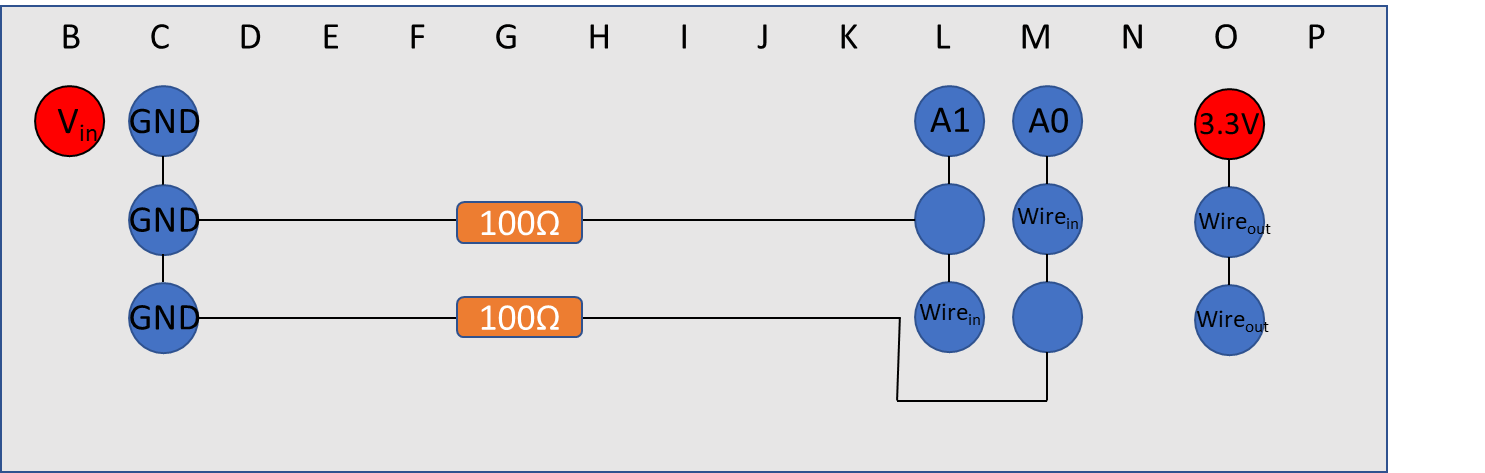 B C D E F G H I J K L M N O P
Vin GND A1 A0 3.3V
GND 100Ω Wirein Wireout
GND 100Ω Wirein Wireout